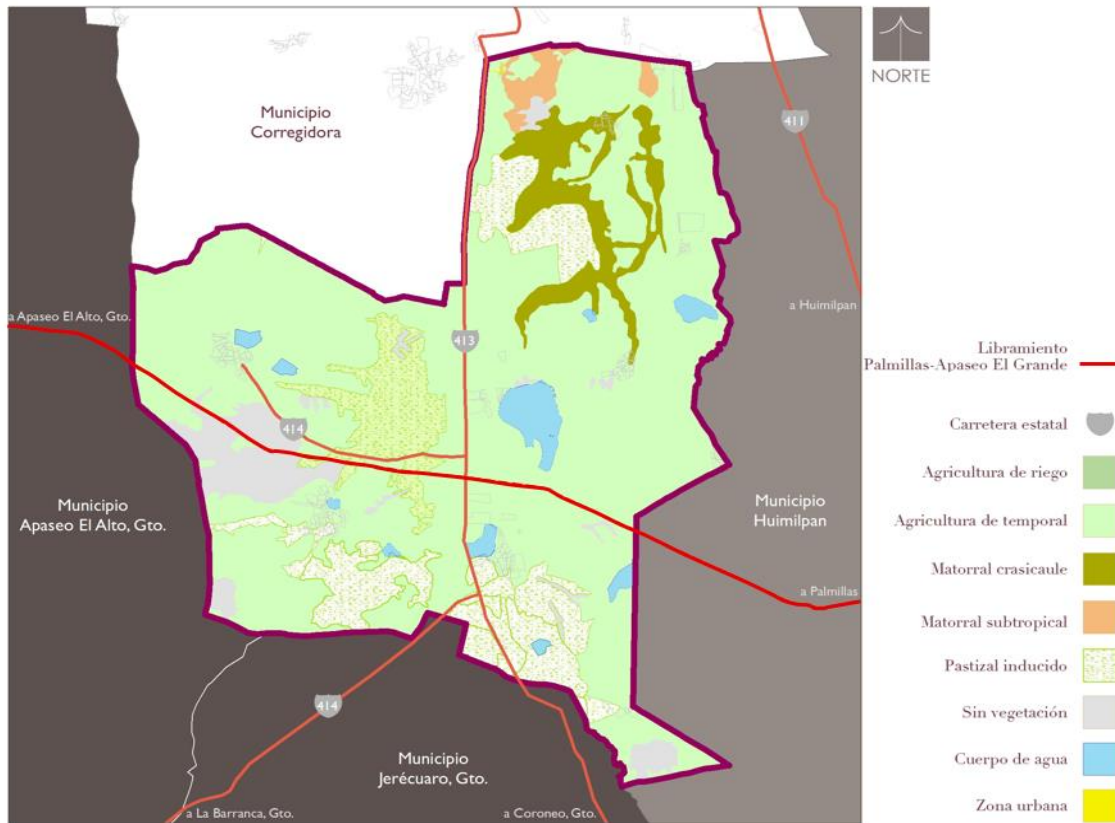 NORTE
Municipio
Corregidora
411
a Huimilpan
a Apaseo El Alto, Gto.
413
414
Municipio
Apaseo El Alto, Gto.
Municipio
Huimilpan
a Palmillas
414
Municipio
Jerécuaro, Gto.
a La Barranca, Gto.
a Coroneo, Gto.
Libramiento
Palmillas-Apaseo El Grande
Carretera estatal
Agricultura de riego
Agricultura de temporal
Matorral crasicaule
Matorral subtropical
Pastizal inducido
Sin vegetación
Cuerpo de agua
Zona urbana